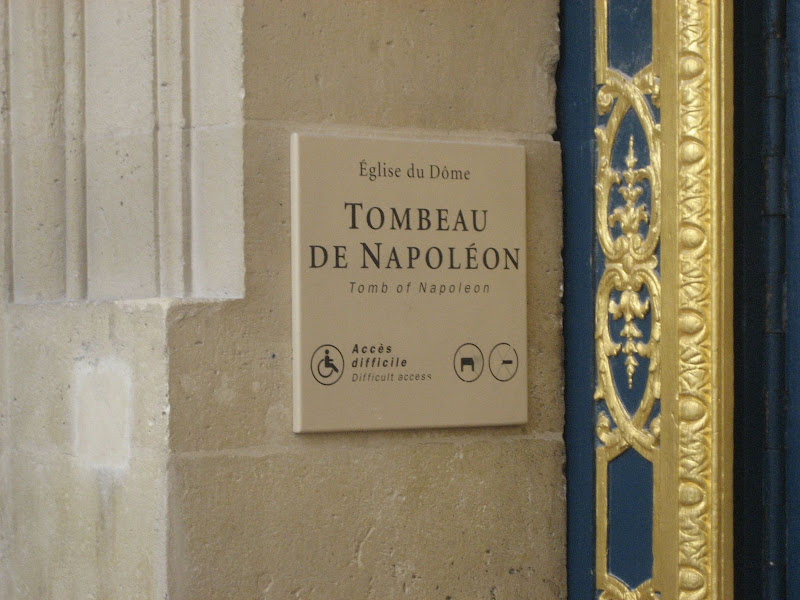 Église du Dôme
TOMBEAU
DE NAPOLÉON
Tomb of Napoleon
Accès
difficile
Difficult access